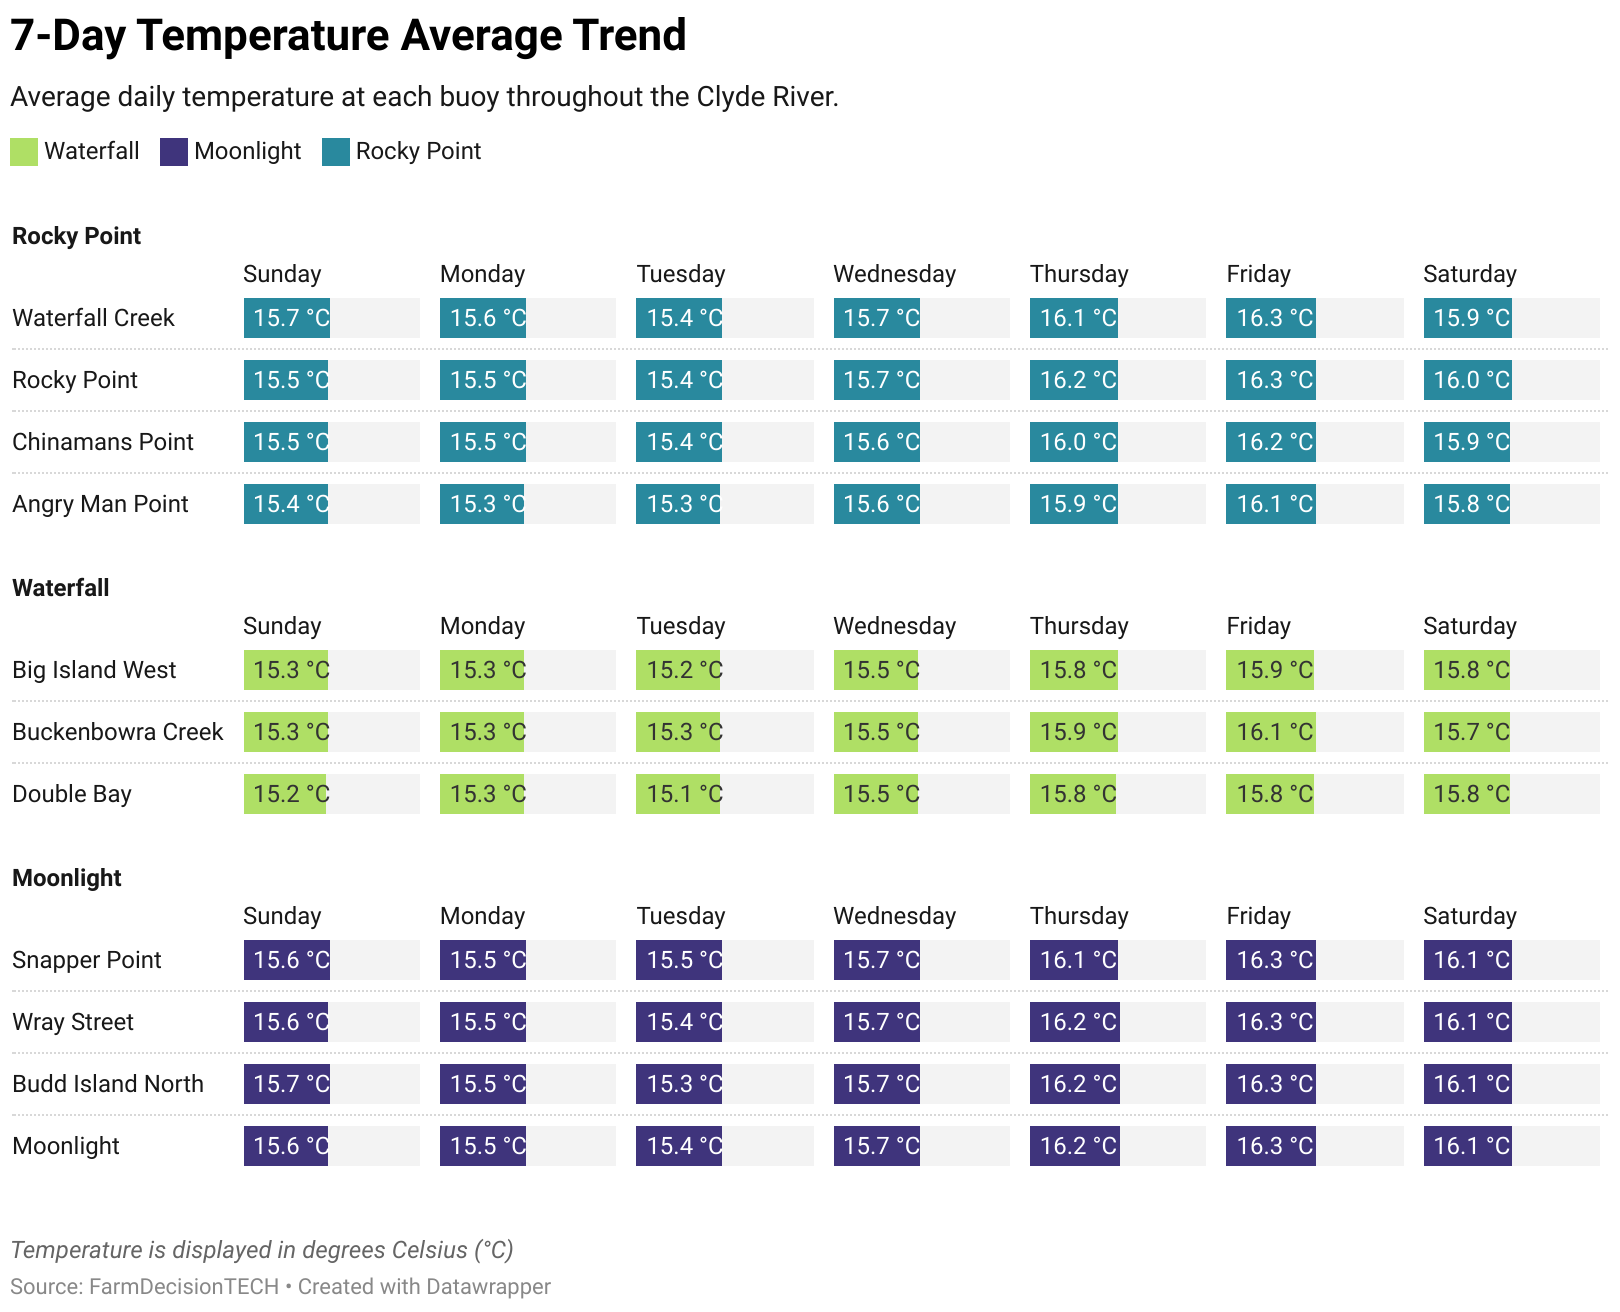 7-Day Temperature Average Trend
Average daily temperature at each buoy throughout the Clyde River.
Waterfall Moonlight Rocky Point
Rocky Point
Sunday Monday Tuesday Wednesday Thursday Friday Saturday
Waterfall Creek 15.7 °C 15.6 °C 15.4 °C 15.7 °C 16.1 °C 16.3 °C 15.9 °C
Rocky Point 15.5 °C 15.5 °C 15.4 °C 15.7 °C 16.2 °C 16.3 °C 16.0 °C
Chinamans Point 15.5 °C 15.5 °C 15.4 °C 15.6 °C 16.0 °C 16.2 °C 15.9 °C
Angry Man Point 15.4 °C 15.3 °C 15.3 °C 15.6 °C 15.9 °C 16.1 °C 15.8 °C
Waterfall
Sunday Monday Tuesday Wednesday Thursday Friday Saturday
Big Island West 15.3 °C 15.3 °C 15.2 °C 15.5 °C 15.8 °C 15.9 °C 15.8 °C
Buckenbowra Creek 15.3 °C 15.3 °C 15.3 °C 15.5 °C 15.9 °C 16.1 °C 15.7 °C
Double Bay 15.2 °C 15.3 °C 15.1 °C 15.5 °C 15.8 °C 15.8 °C 15.8 °C
Moonlight
Sunday Monday Tuesday Wednesday Thursday Friday Saturday
Snapper Point 15.6 °C 15.5 °C 15.5 °C 15.7 °C 16.1 °C 16.3 °C 16.1 °C
Wray Street 15.6 °C 15.5 °C 15.4 °C 15.7 °C 16.2 °C 16.3 °C 16.1 °C
Budd Island North 15.7 °C 15.5 °C 15.3 °C 15.7 °C 16.2 °C 16.3 °C 16.1 °C
Moonlight 15.6 °C 15.5 °C 15.4 °C 15.7 °C 16.2 °C 16.3 °C 16.1 °C
Temperature is displayed in degrees Celsius (°C)
Source: FarmDecisionTECH • Created with Datawrapper